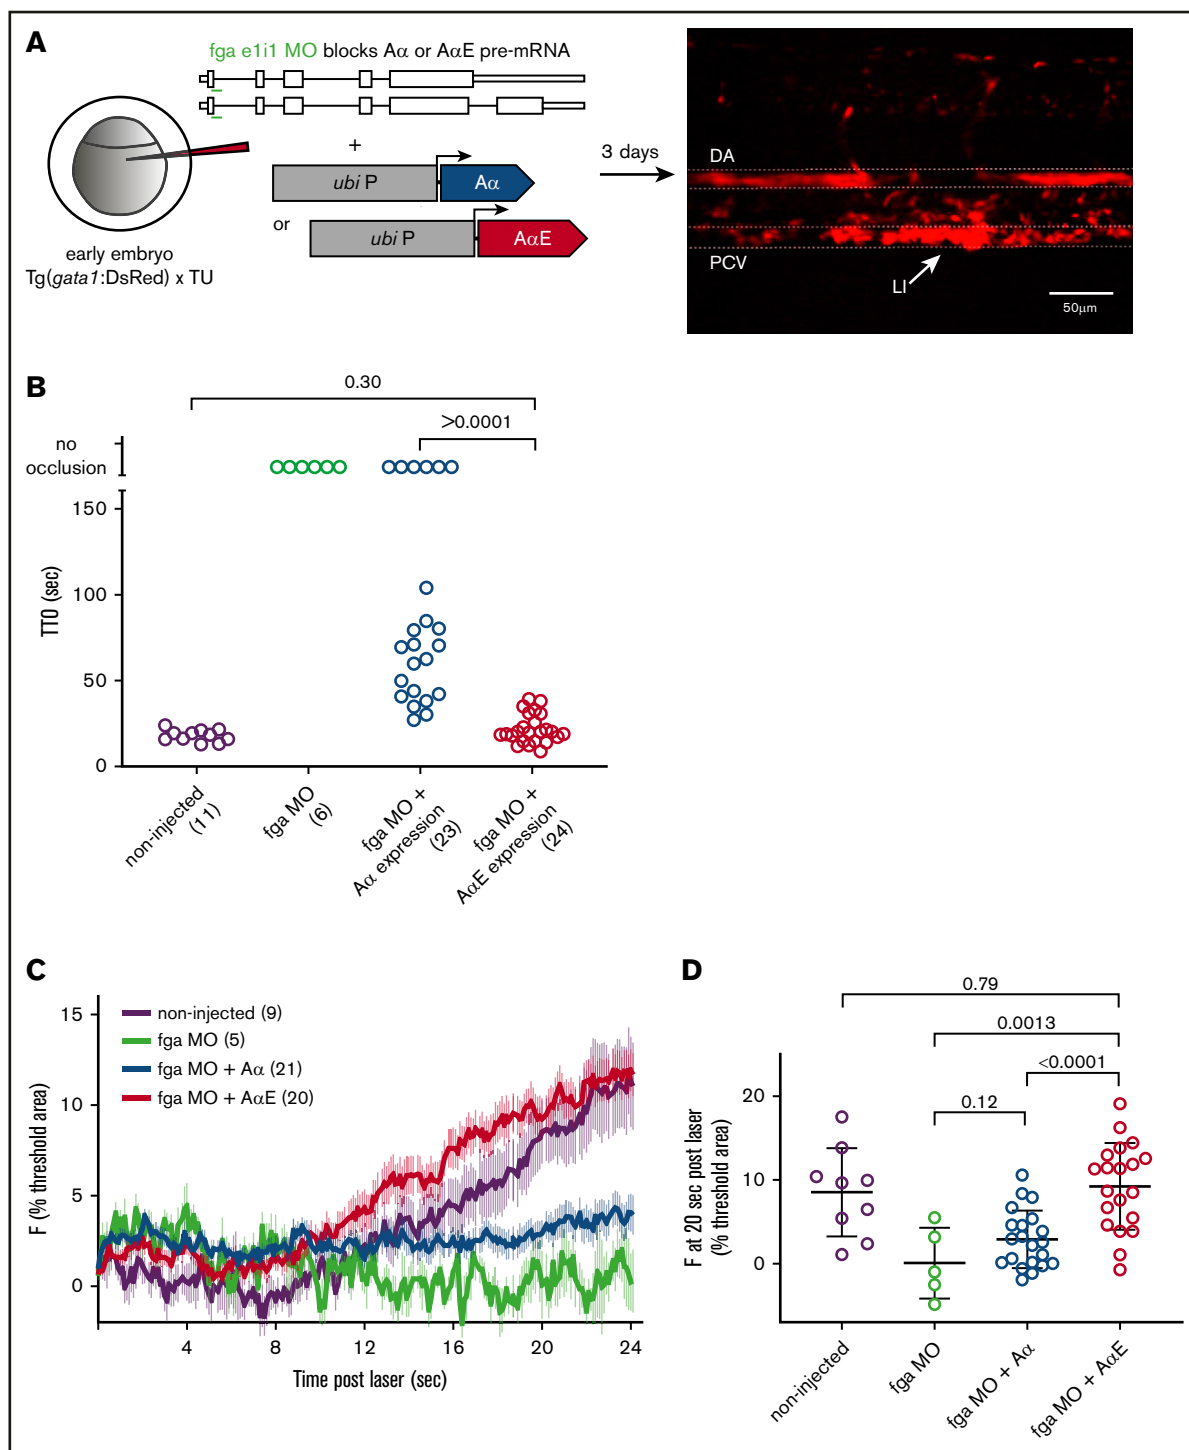 A
fga e1i1 MO blocks Aα or AαE pre-mRNA
+
ubi P
Aα
or
ubi P
AαE
early embryo
Tg(gata1:DsRed) x TU
3 days
DA
PCV
LI
50μm
B
0.30
>0.0001
no
occlusion
150
100
50
0
TTO (sec)
non-injected
(11)
fga MO
(6)
fga MO +
Aα expression
(23)
fga MO +
AαE expression
(24)
C
15
10
5
0
F (% threshold area)
non-injected (9)
fga MO (5)
fga MO + Aα (21)
fga MO + AαE (20)
4
8
12
16
20
24
Time post laser (sec)
D
0.79
0.0013
<0.0001
0.12
20
10
0
F at 20 sec post laser
(% threshold area)
non-injected
fga MO
fga MO + Aα
fga MO + AαE